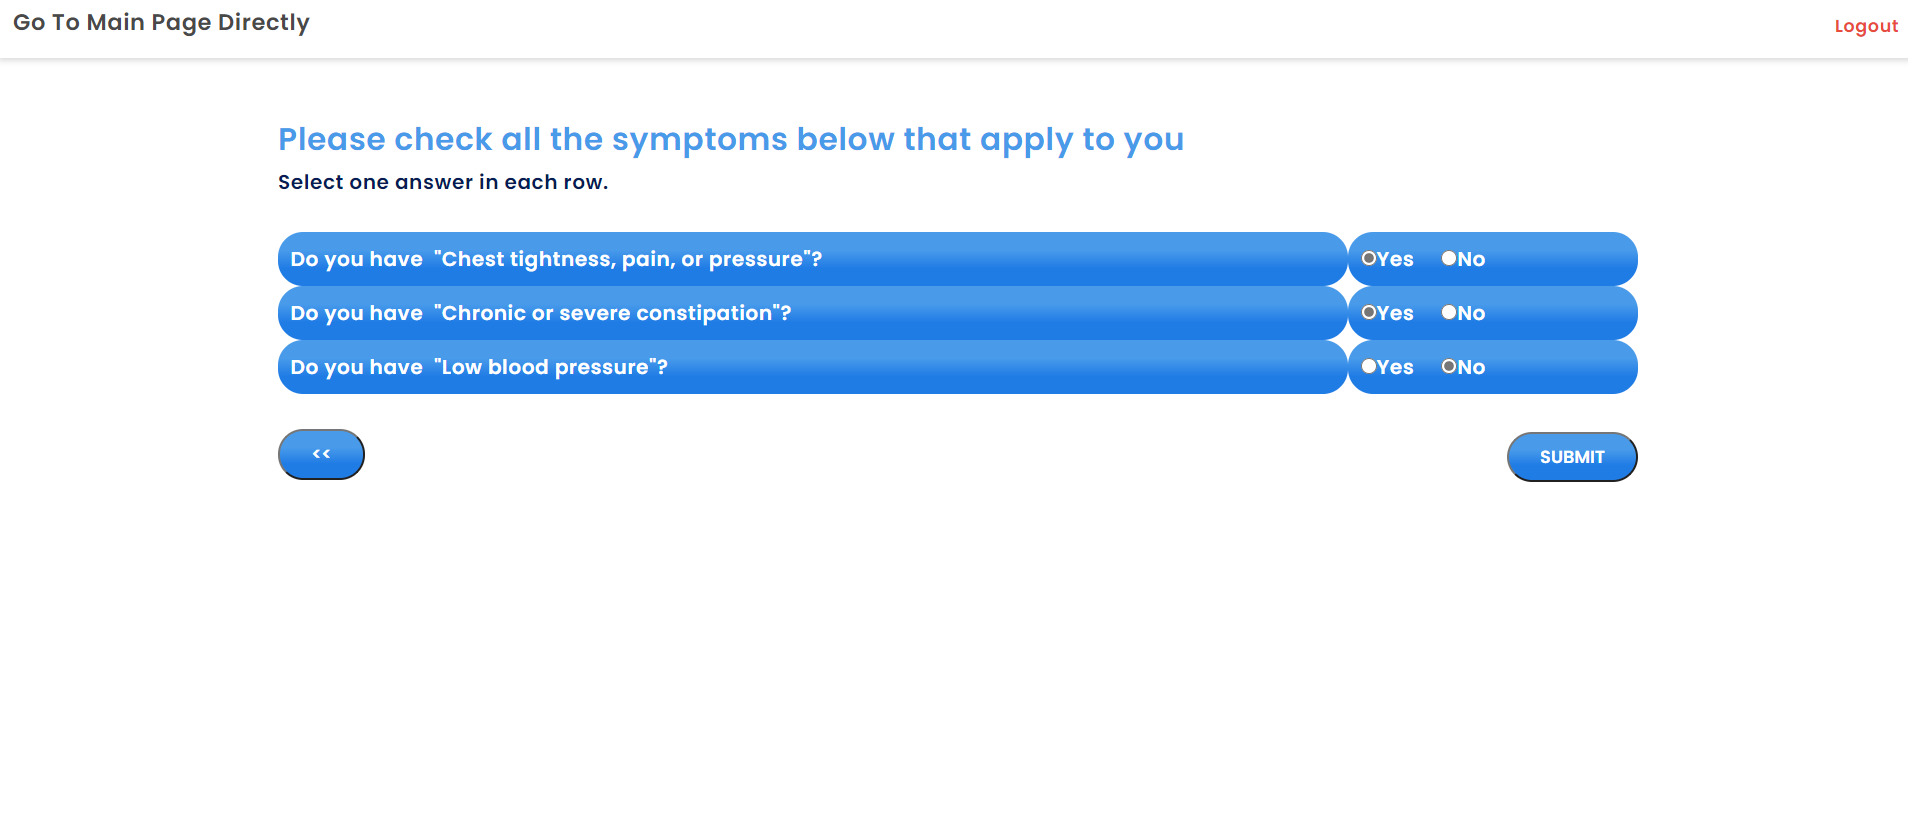 Go To Main Page Directly
Logout
Please check all the symptoms below that apply to you
Select one answer in each row.
Do you have "Chest tightness, pain, or pressure"? Yes No
Do you have "Chronic or severe constipation"? Yes No
Do you have "Low blood pressure"? Yes No
<<
SUBMIT